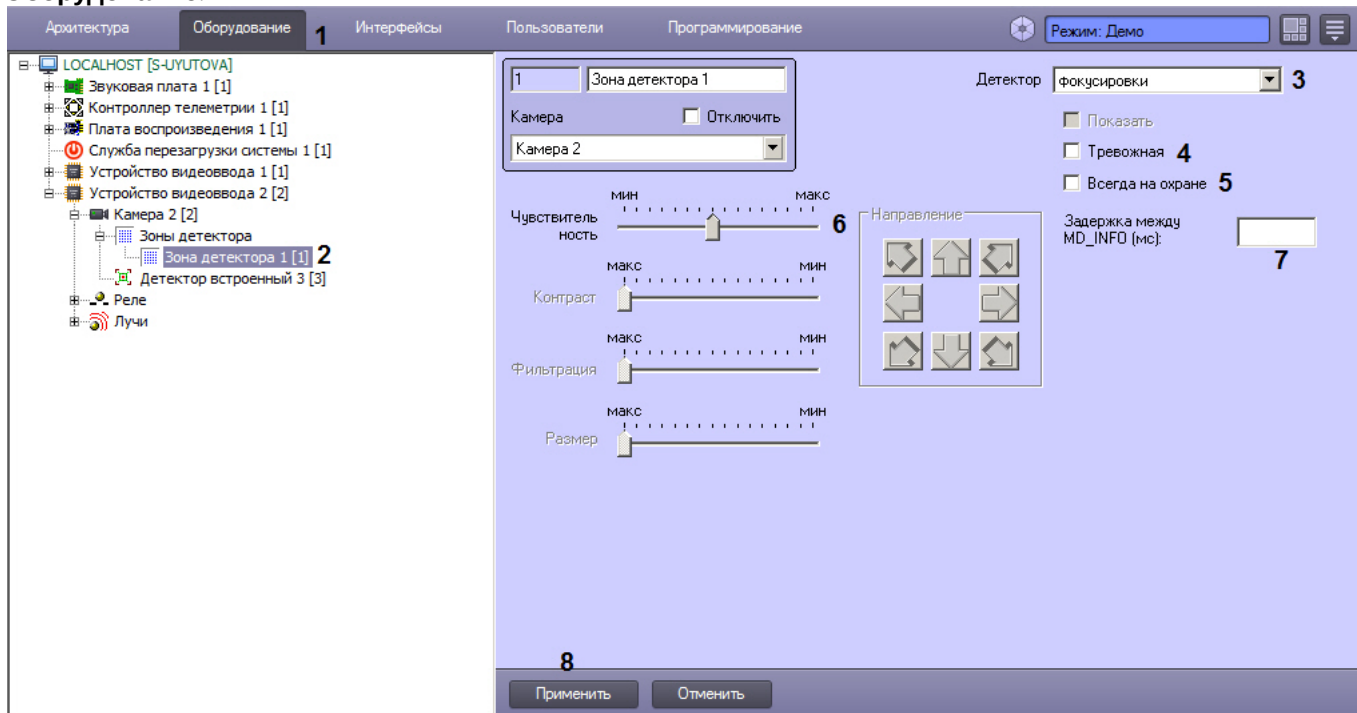 Архитектура Оборудование 1 Интерфейсы Пользователи Программирование Режим: Демо
LOCALHOST [S-UYUTOVA]
Звуковая плата 1 [1]
Контроллер телеметрии 1 [1]
Плата воспроизведения 1 [1]
Служба перезагрузки системы 1 [1]
Устройство видеоввода 1 [1]
Устройство видеоввода 2 [2]
Камера 2 [2]
Зоны детектора
Зона детектора 1 [1] 2
Детектор встроенный 3 [3]
Реле
Лучи
1 Зона детектора 1
Камера Отключить
Камера 2
Детектор фокусировки 3
Показать
Тревожная 4
Всегда на охране 5
Задержка между
MD_INFO (мс):
7
мин макс
Чувствитель
ность
6
макс мин
Контраст
макс мин
Фильтрация
макс мин
Размер
Направление
8
Применить Отменить